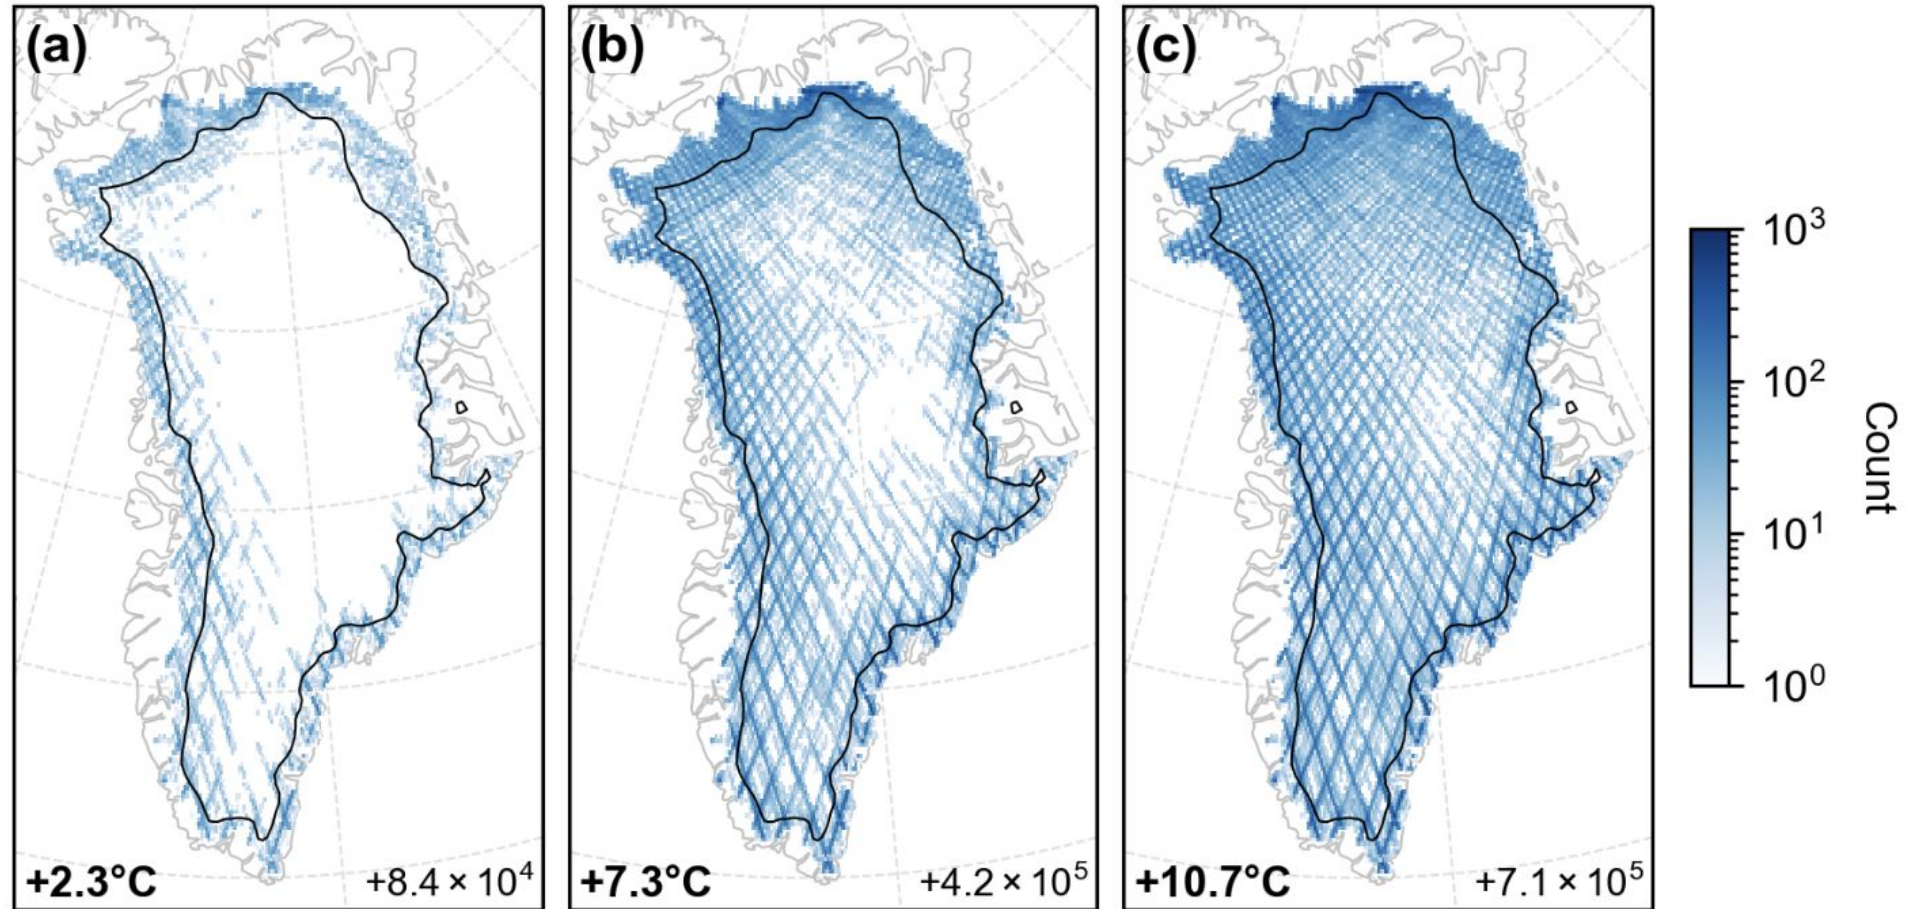 (a)
+2.3°C
+8.4 × 10⁴
(b)
+7.3°C
+4.2 × 10⁵
(c)
+10.7°C
+7.1 × 10⁵
10³
10²
10¹
10⁰
Count